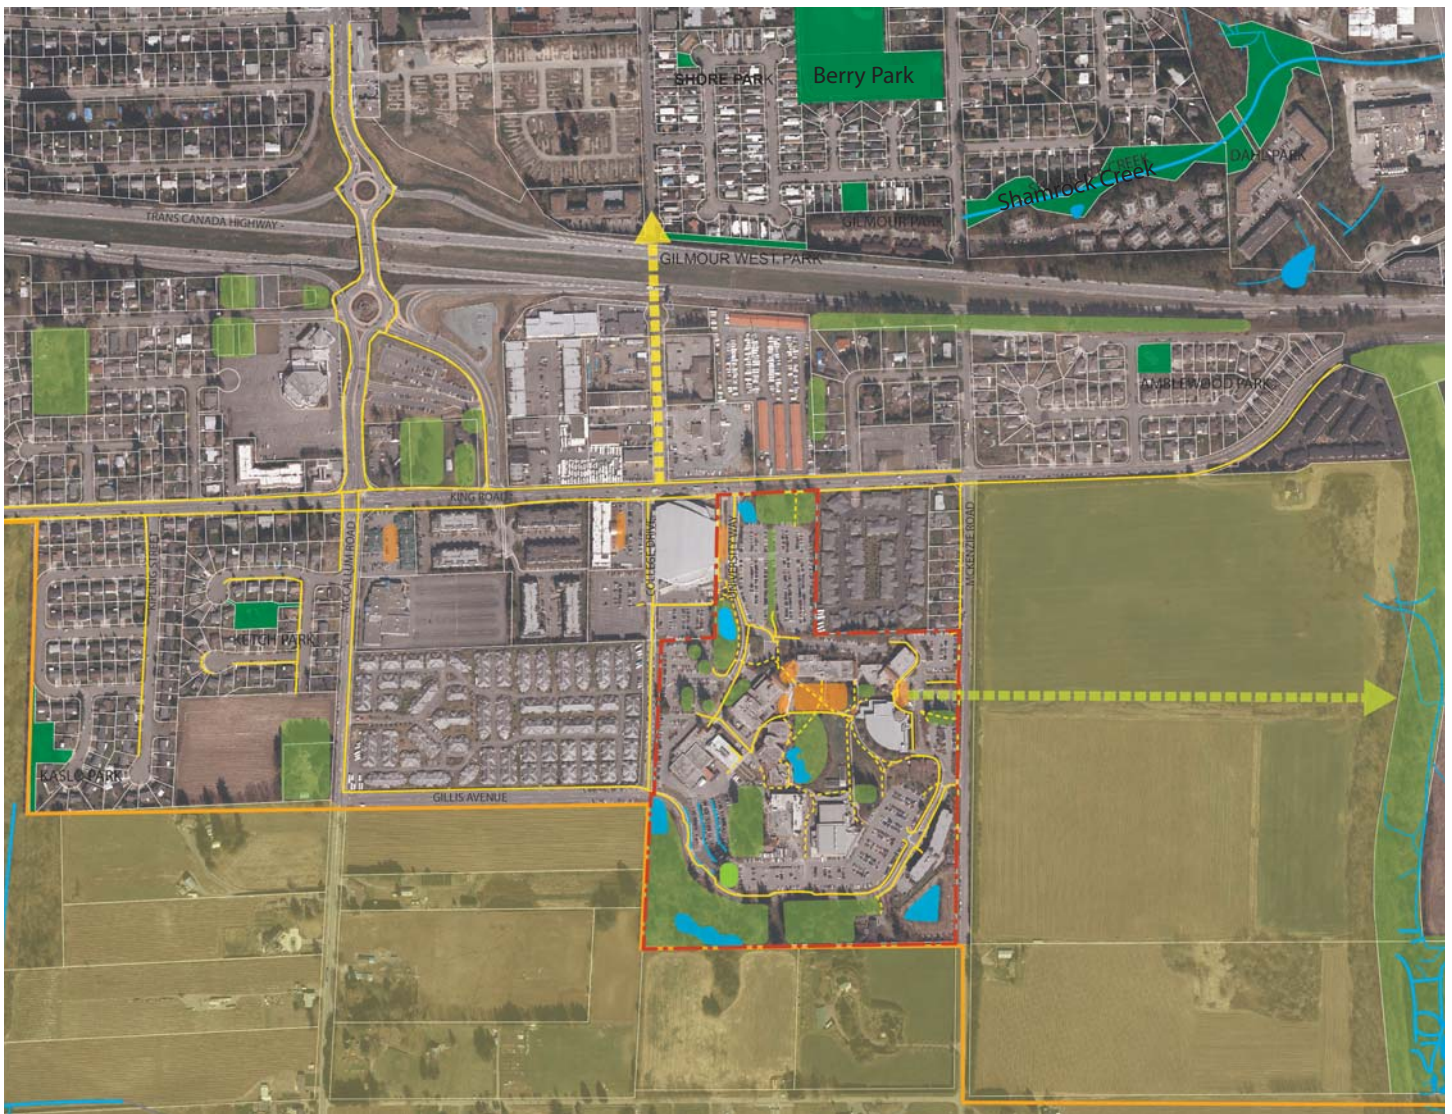 SHORE PARK
Berry Park
CREEK
DAHL PARK
Shamrock Creek
TRANS CANADA HIGHWAY
GILMOUR PARK
GILMOUR WEST PARK
AMBLEWOOD PARK
KING ROAD
COLLEGE DRIVE
UNIVERSITY WAY
MCCALLUM ROAD
MCKENZIE ROAD
KETCH PARK
KASLO PARK
GILLIS AVENUE